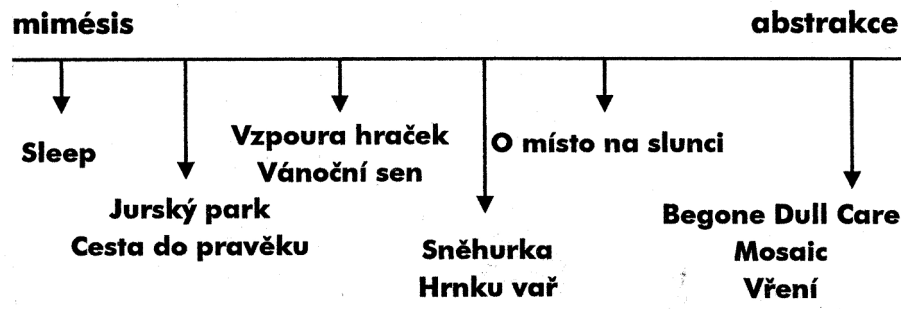 mimésis
abstrakce
Sleep
Jurský park
Cesta do pravěku
Vzpoura hraček
Vánoční sen
Sněhurka
Hrnku vař
O místo na slunci
Begone Dull Care
Mosaic
Vření